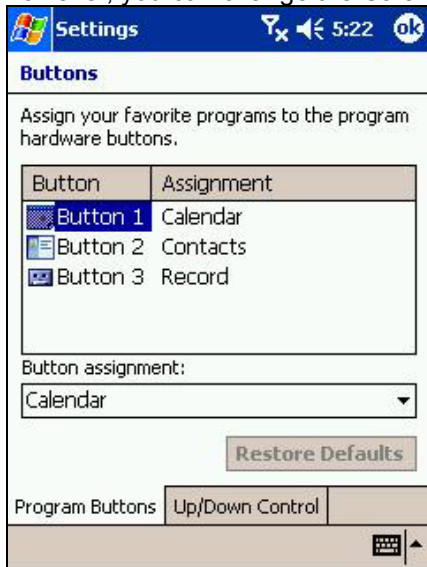 Settings 5:22 ok
Buttons
Assign your favorite programs to the program
hardware buttons.
Button Assignment
Button 1 Calendar
Button 2 Contacts
Button 3 Record
Button assignment:
Calendar
Restore Defaults
Program Buttons Up/Down Control